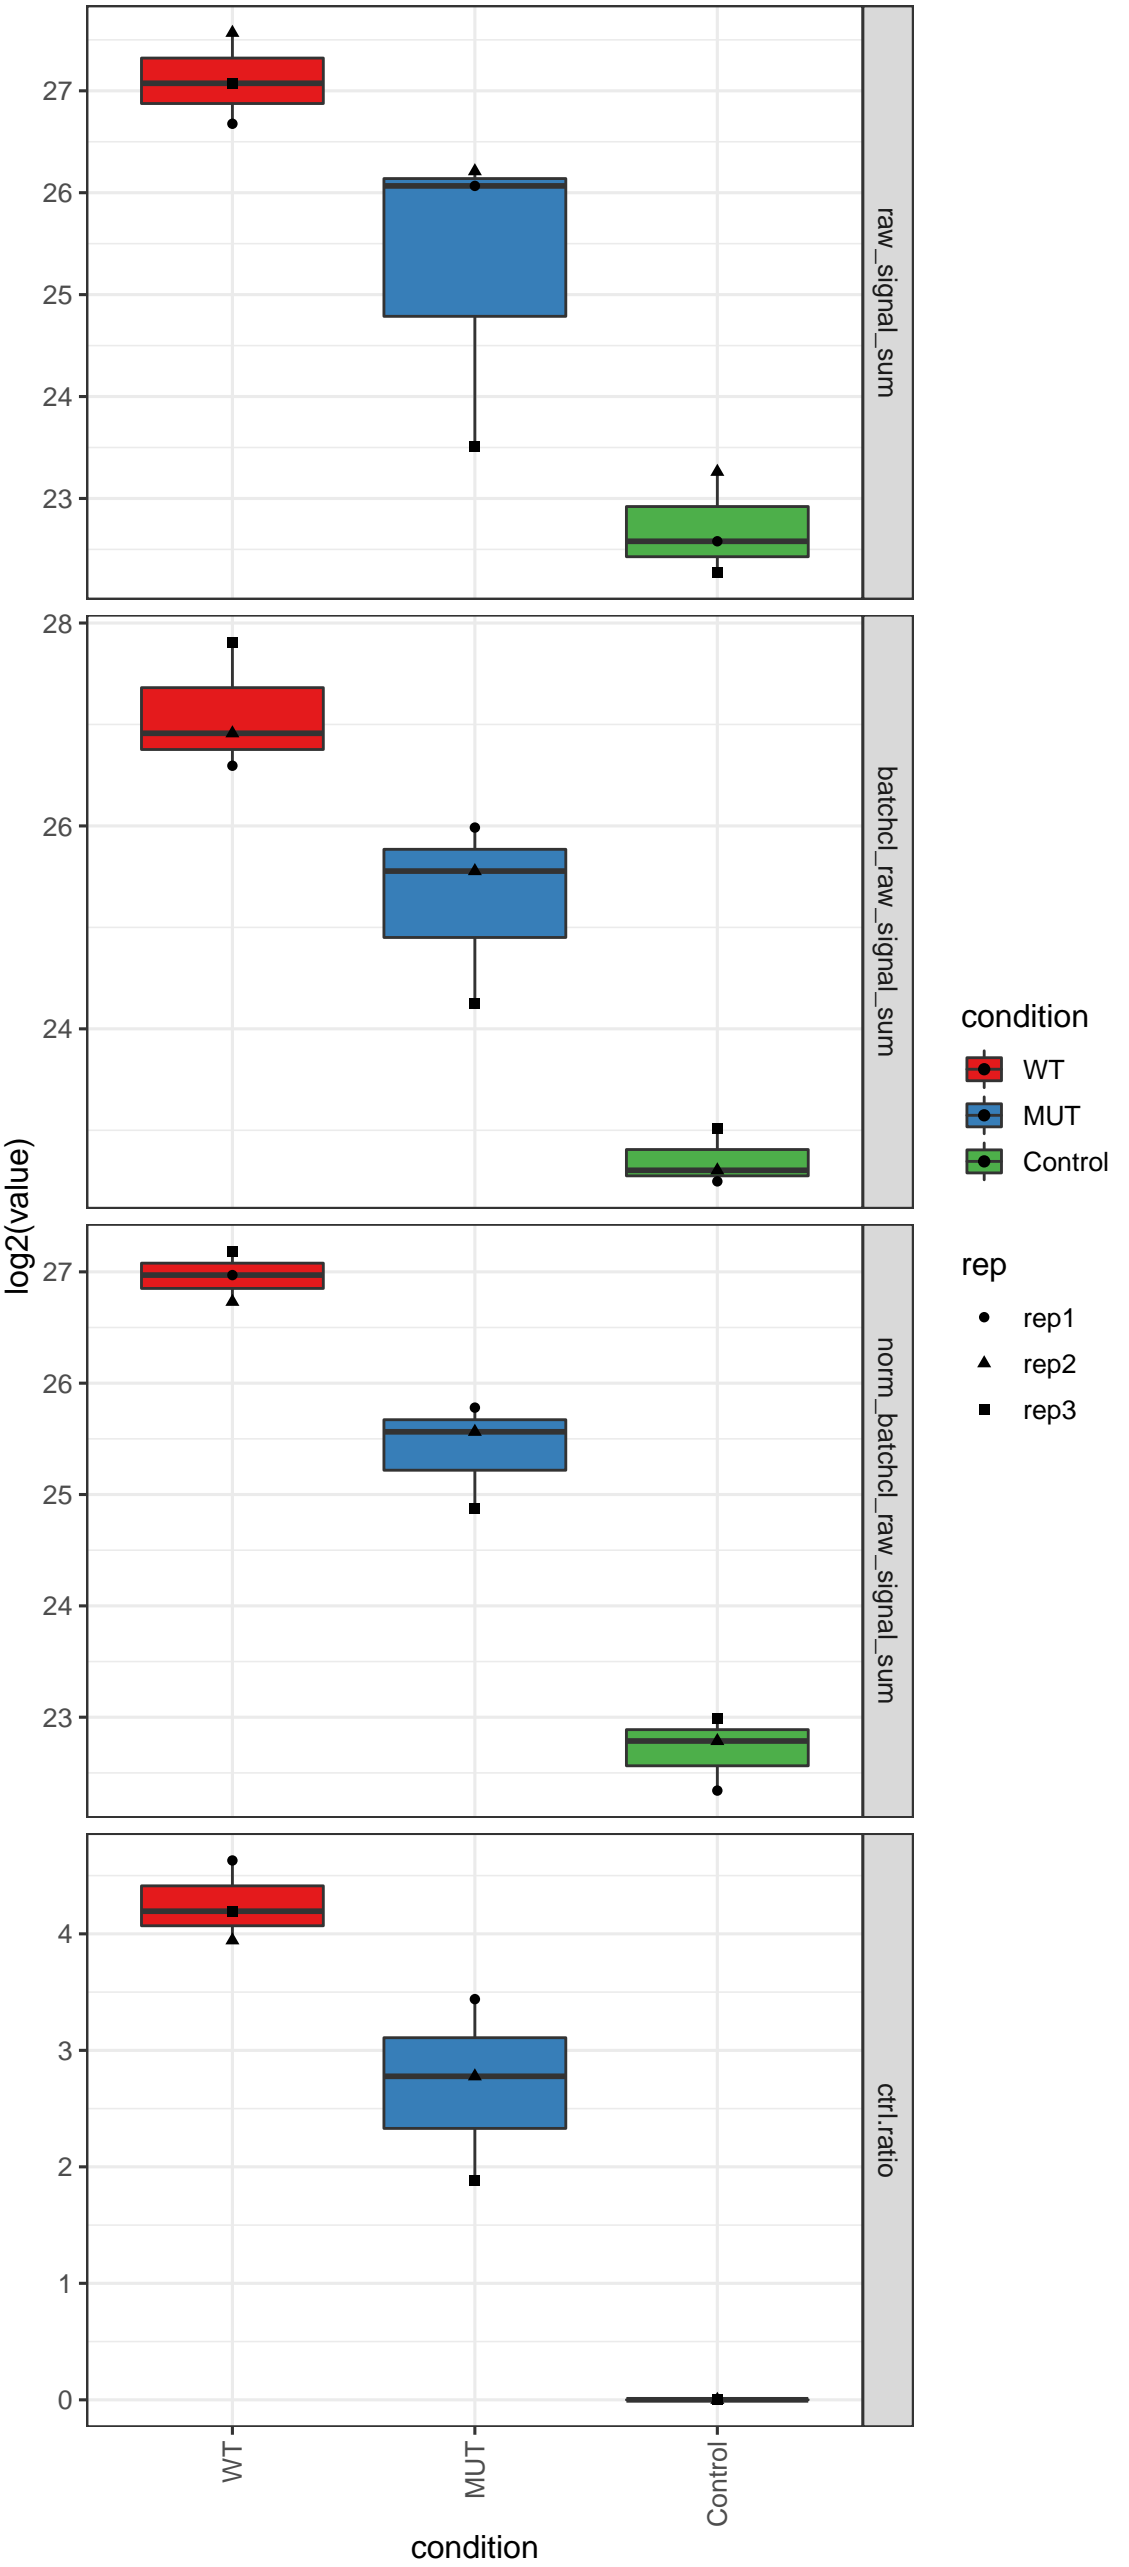 27
26
25
24
23
raw_signal_sum
28
26
24
batchcl_raw_signal_sum
27
26
25
24
23
norm_batchcl_raw_signal_sum
4
3
2
1
0
ctrl.ratio
log2(value)
WT
MUT
Control
condition
condition
WT
MUT
Control
rep
rep1
rep2
rep3